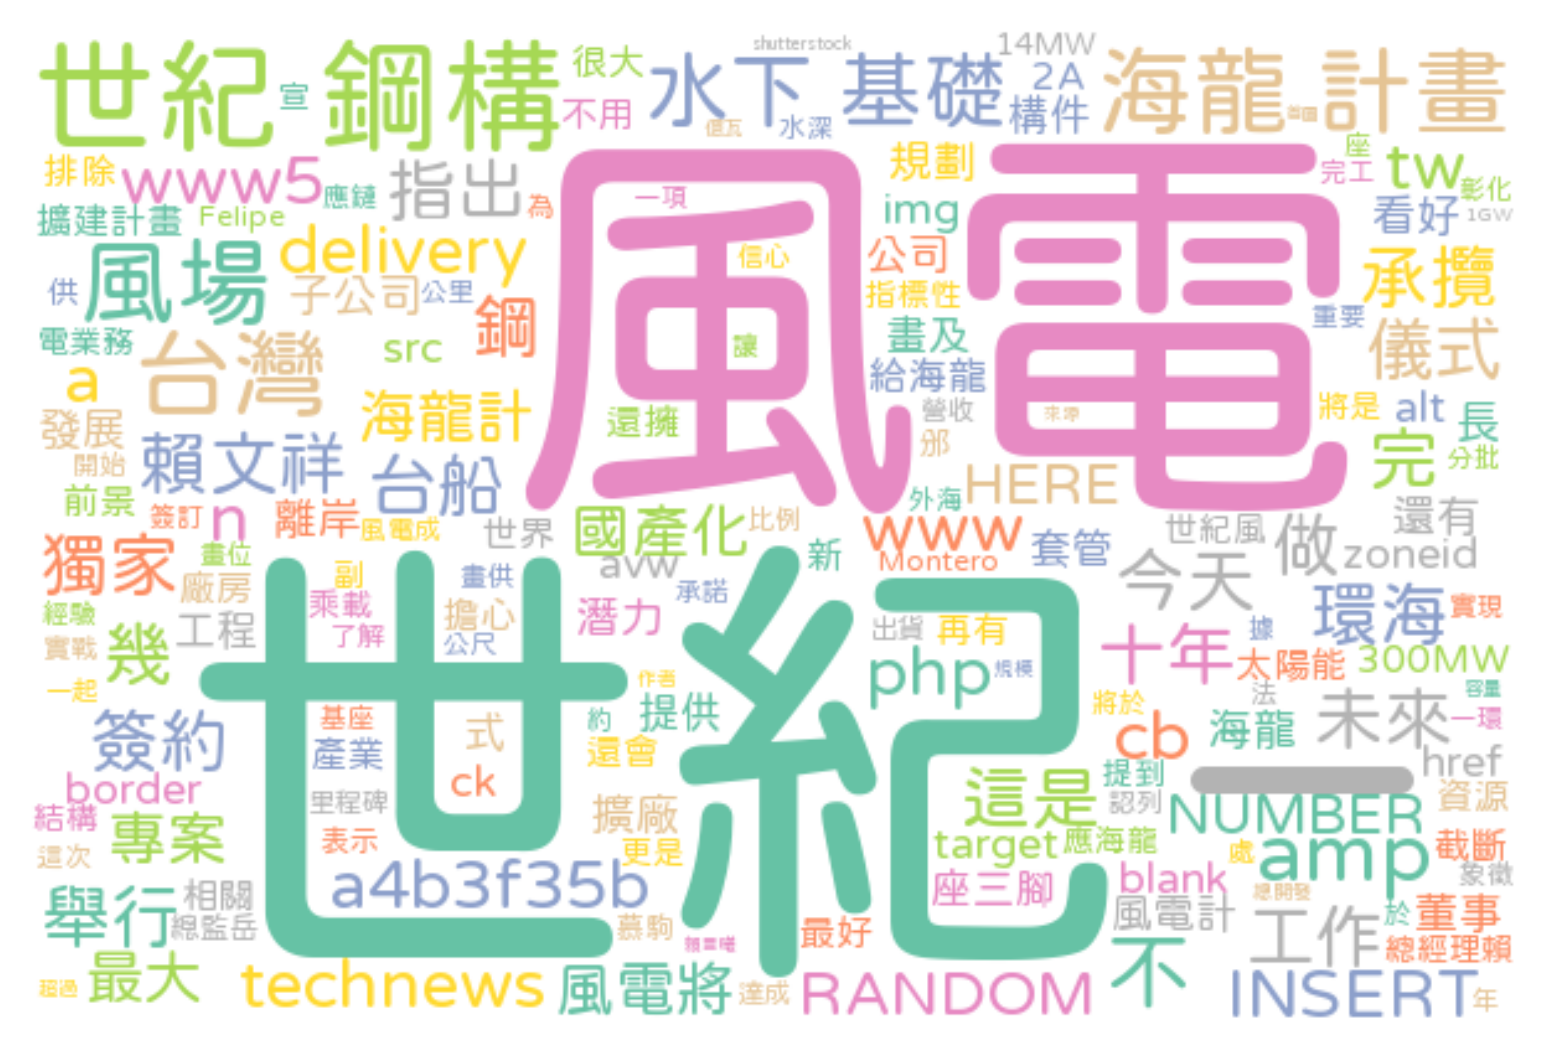 世紀
宣
鋼構
很大
不用
水下
shutterstock
基礎
14MW
2A
構件
水深
海龍
計畫
排除
www5
應鏈
指出
為
擴建計畫
Felipe
風場
delivery
供
子公司
公里
鋼
電業務
台灣
src
a
海龍計
發展
開始
賴文祥
台船
前景
簽訂
n
離岸
風電成
世界
國產化
比例
風電
一項
信心
讓
還擁
規劃
img
公司
指標性
畫及
給海龍
營收
來源
外海
HERE
座
完工
tw
彰化
看好
1GW
承攬
重要
儀式
將是
alt
長
完
分批
www
Montero
套管
世紀風
做
還有
zoneid
今天
獨家
畫位
廠房
副
畫供
avw
新
經驗
實戰
幾
工程
乘載
了解
擔心
公尺
潛力
承諾
世紀
出貨
再有
php
規模
十年
據
太陽能
環海
實現
300MW
一起
簽約
基座
產業
式
ck
約
作者
提供
還會
將於
cb
法
海龍
未來
容量
一環
href
border
里程碑
表示
擴廠
更是
這是
提到
認列
一
NUMBER
資源
結構
專案
這次
target
應海龍
處
amp
截斷
象徵
舉行
相關
總監岳
a4b3f35b
慕駒
最好
座三腳
blank
風電計
總開發
工作
於
董事
總經理賴
超過
最大
technews
風電將
達成
RANDOM
不
INSERT
年